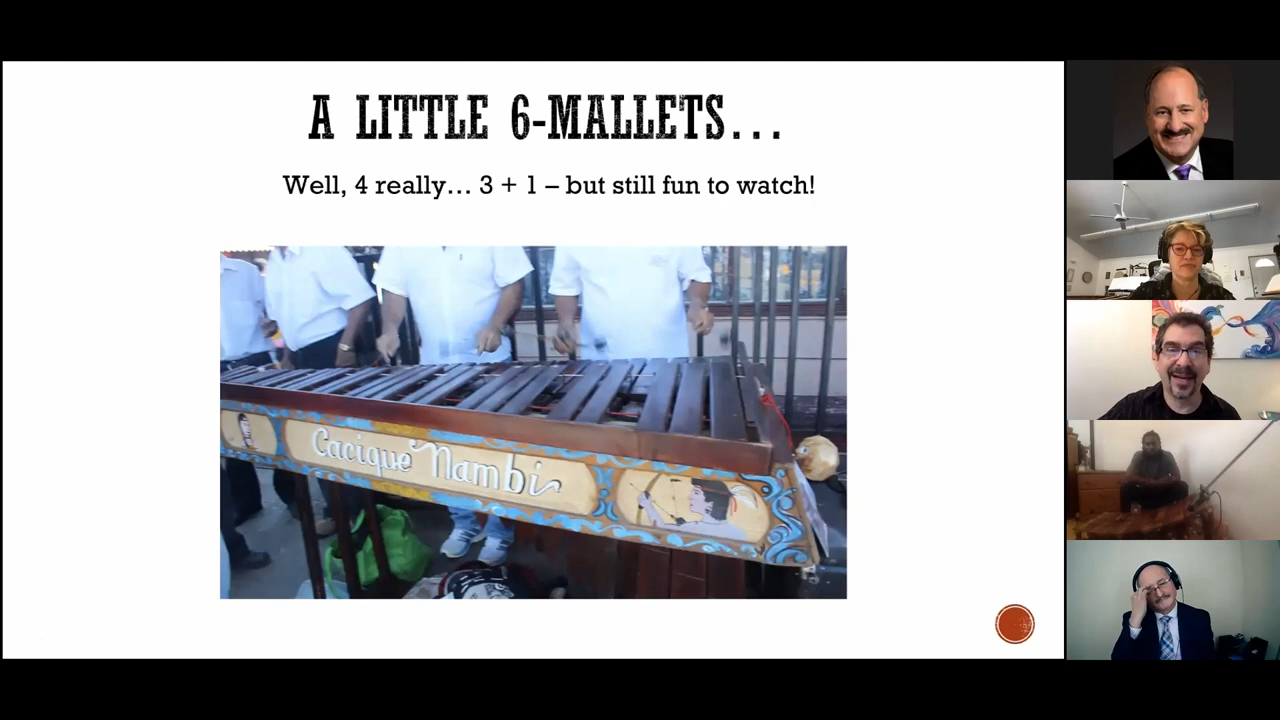 A LITTLE 6-MALLETS...
Well, 4 really... 3 + 1 – but still fun to watch!
Cacique Nambi